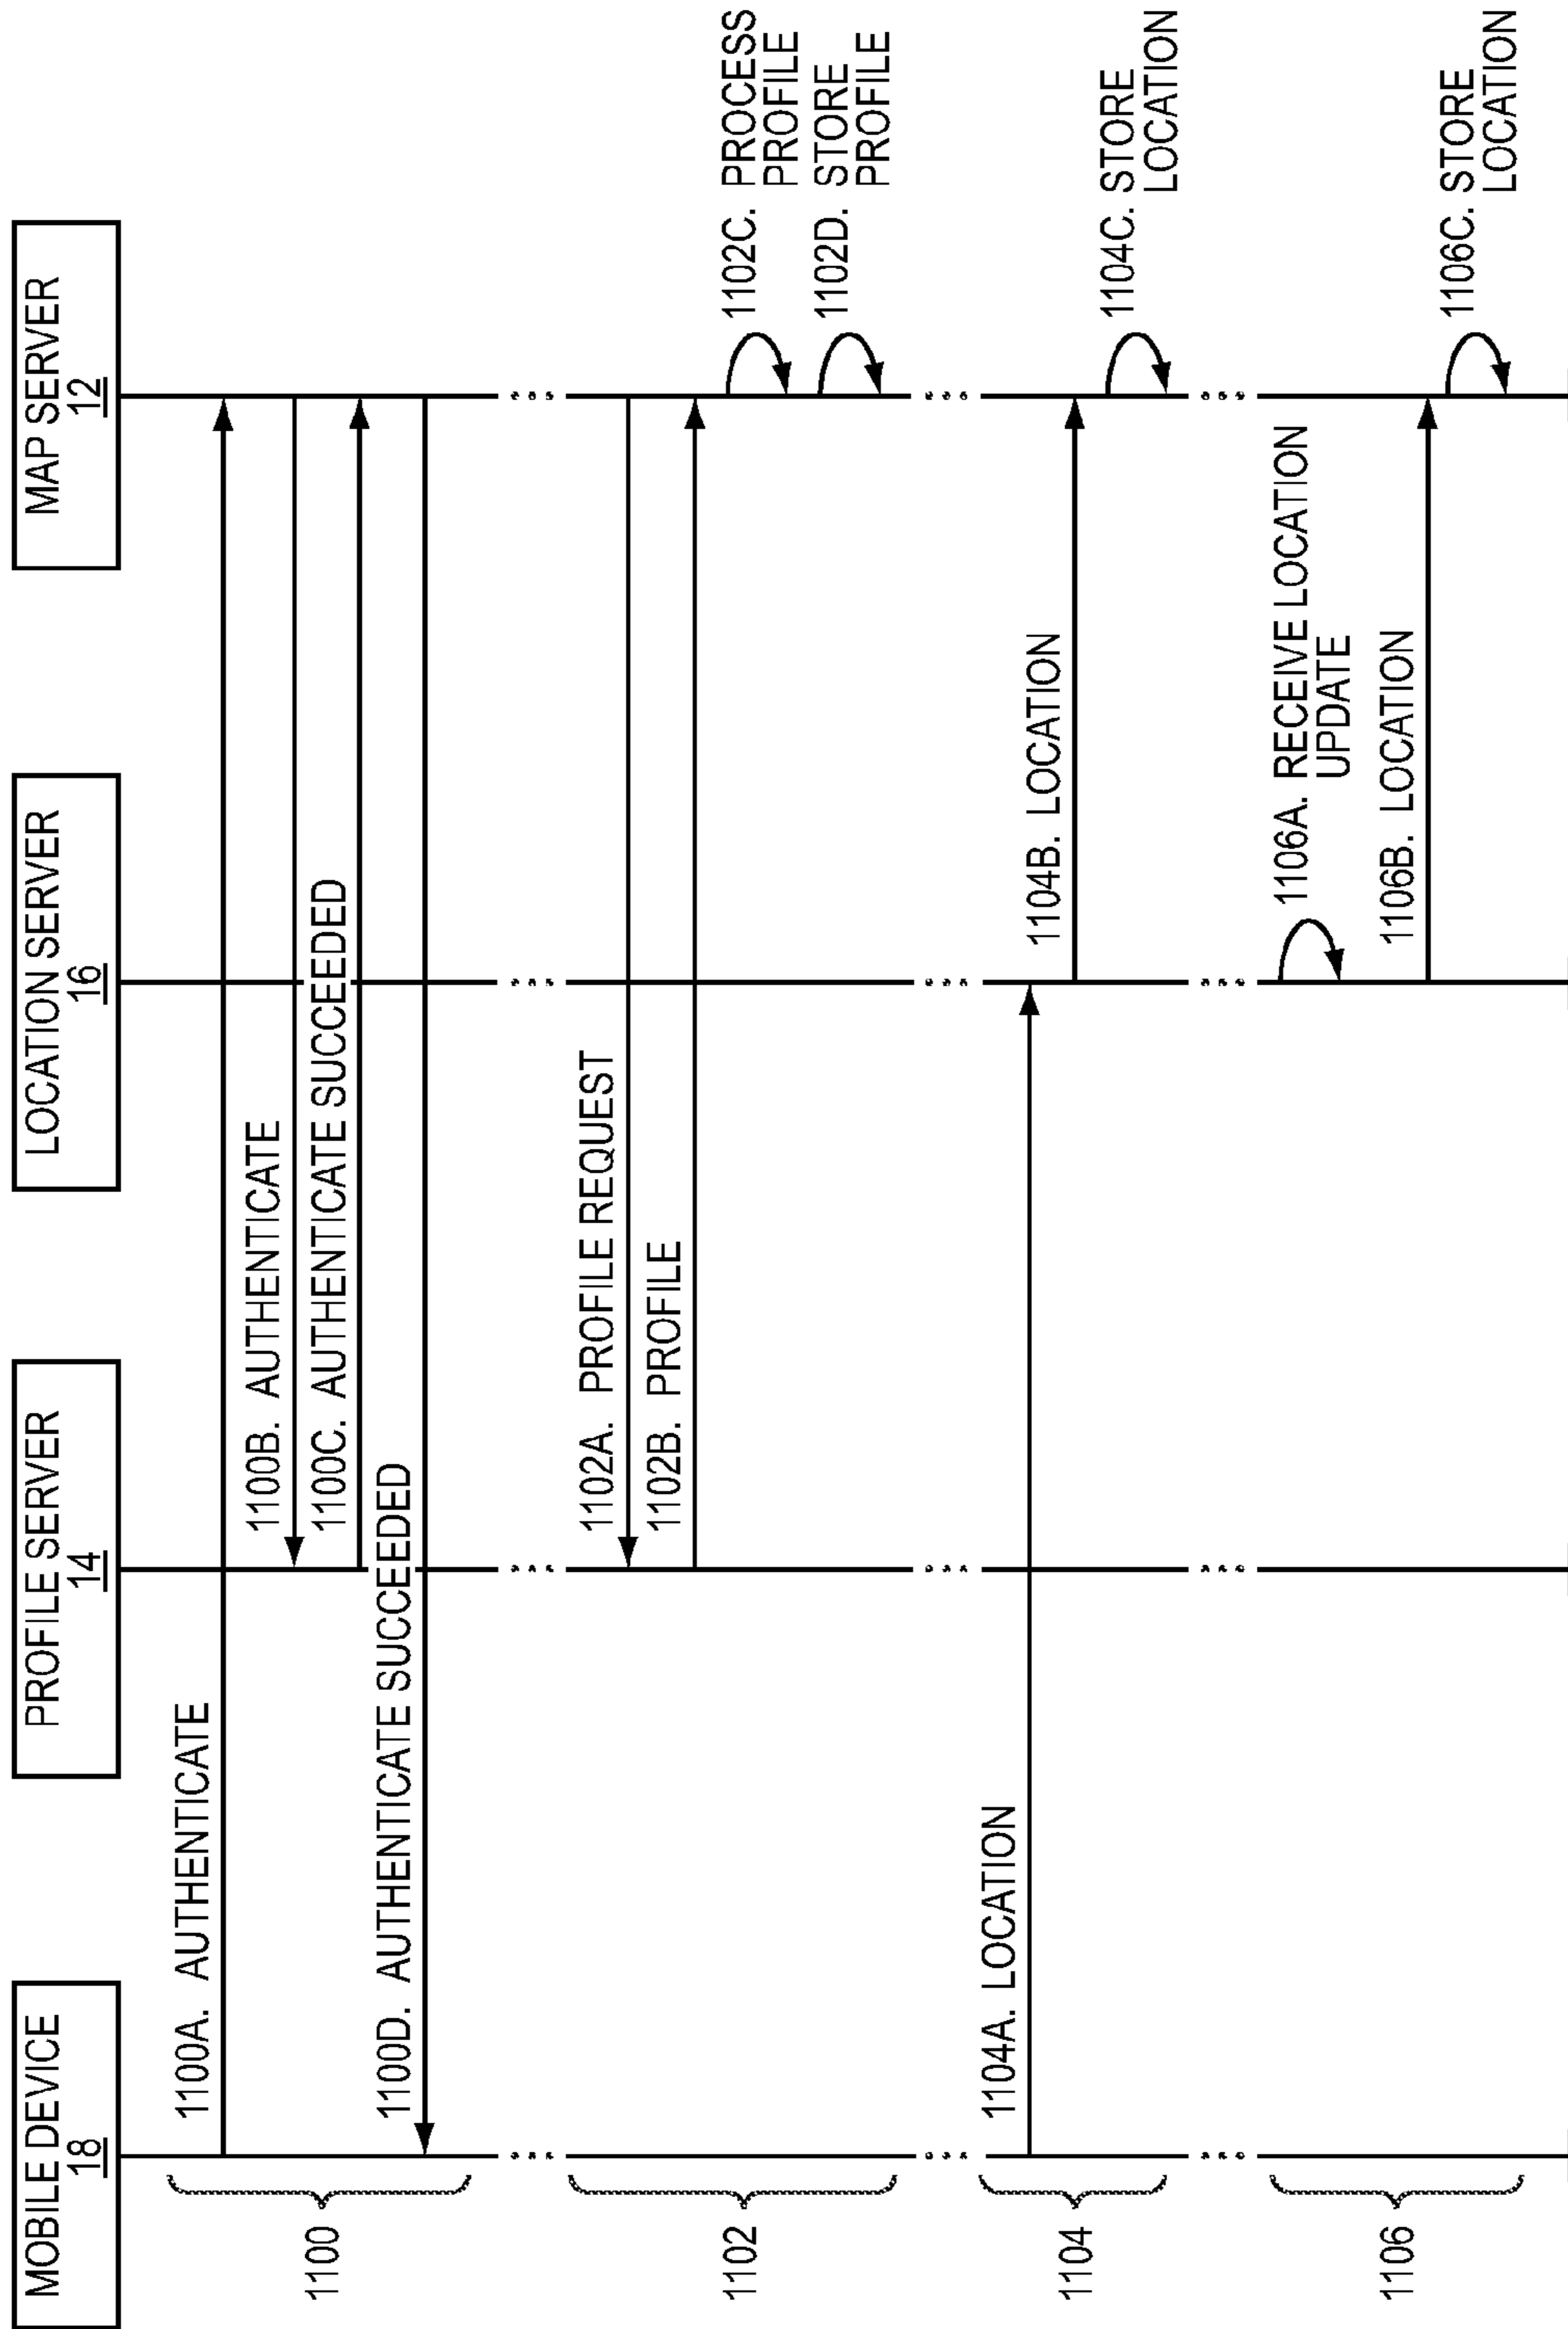 MOBILE DEVICE
18
PROFILE SERVER
14
LOCATION SERVER
16
MAP SERVER
12
1100
1100A. AUTHENTICATE
1100B. AUTHENTICATE
1100C. AUTHENTICATE SUCCEEDED
1100D. AUTHENTICATE SUCCEEDED
1102
1102A. PROFILE REQUEST
1102B. PROFILE
1102C. PROCESS
PROFILE
1102D. STORE
PROFILE
1104
1104A. LOCATION
1104B. LOCATION
1104C. STORE
LOCATION
1106
1106A. RECEIVE LOCATION
UPDATE
1106B. LOCATION
1106C. STORE
LOCATION